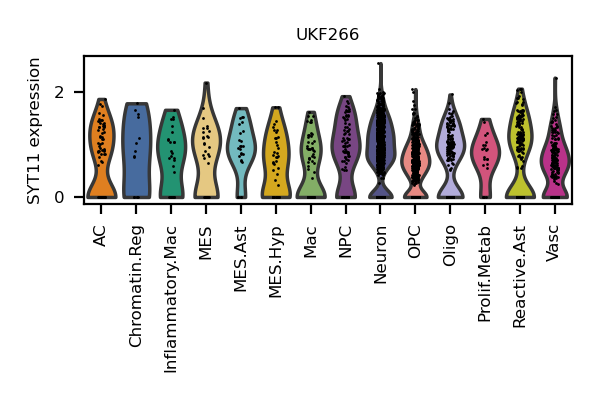 UKF266
SYT11 expression
2
0
AC
Chromatin.Reg
Inflammatory.Mac
MES
MES.Ast
MES.Hyp
Mac
NPC
Neuron
OPC
Oligo
Prolif.Metab
Reactive.Ast
Vasc